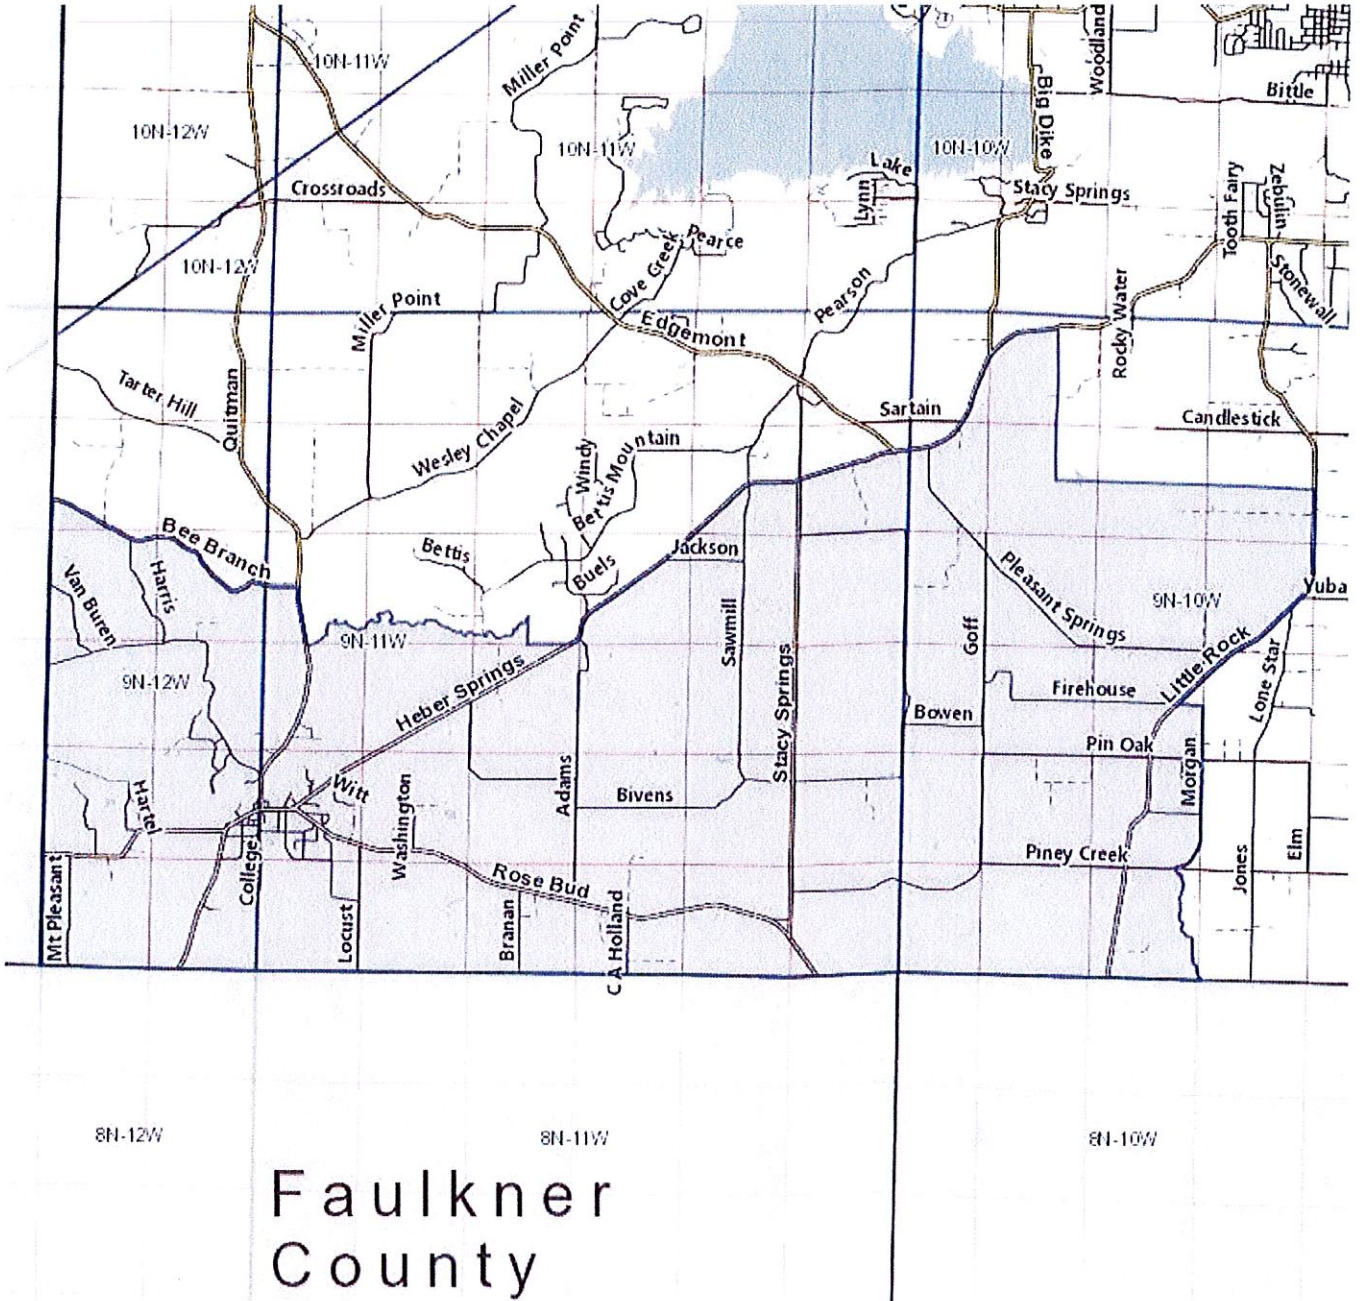 Miller Point
Woodland
10N-11W
Big Dike
Bittle
10N-12W
10N-11W
10N-10W
Lake
Crossroads
Lynn
Stacy Springs
Tooth Fairy
Zebulin
Pearce
10N-12W
Cove Creek
Stonewall
Miller Point
Pearson
Rocky Water
Edgemont
Tarter Hill
Quitman
Sartain
Candlestick
Wesley Chapel
Windy
Bettis Mountain
Bee Branch
Bettis
Jackson
Buels
Pleasant Springs
Van Buren
Harris
Yuba
9N-10W
9N-11W
Sawmill
Goff
9N-12W
Heber Springs
Stacy Springs
Firehouse
Little Rock
Lone Star
Bowen
Pin Oak
Morgan
Hartel
Witt
Washington
Adams
Bivens
College
Rose Bud
Piney Creek
Jones
Elm
Mt Pleasant
Locust
Branan
C A Holland
8N-12W
8N-11W
8N-10W
Faulkner
County